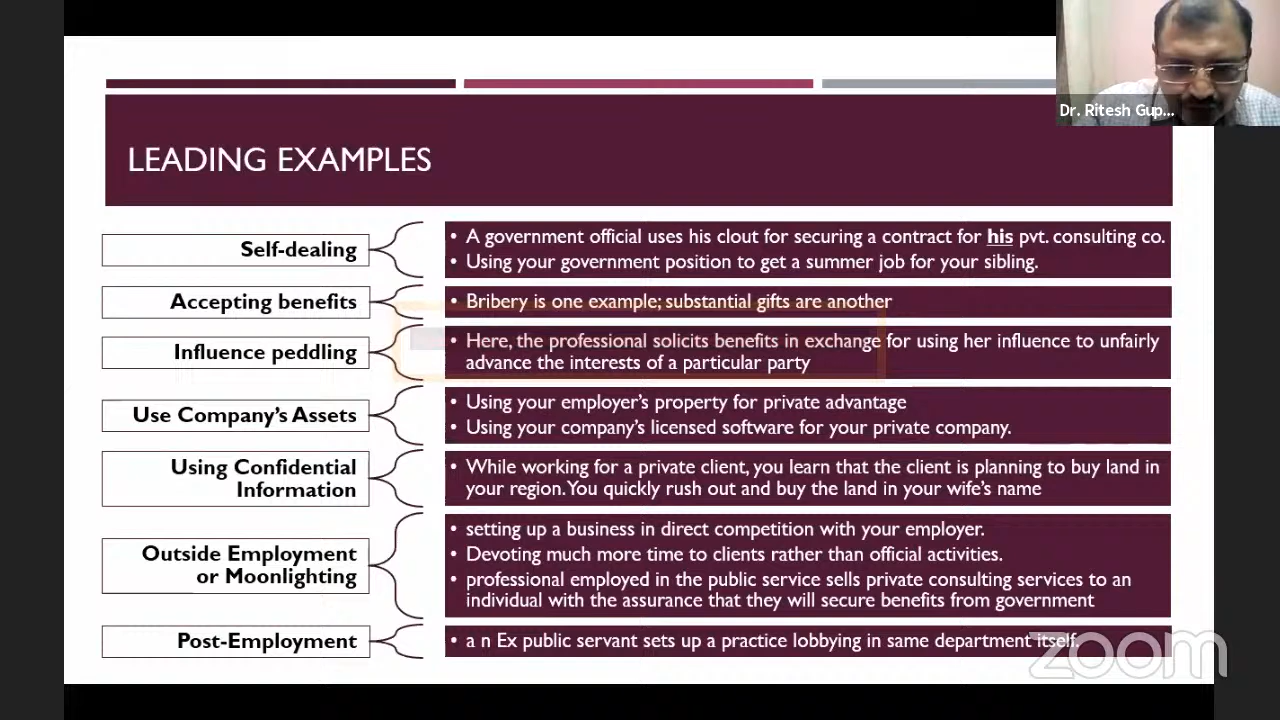 Dr. Ritesh Gup...
LEADING EXAMPLES
Self-dealing
• A government official uses his clout for securing a contract for his pvt. consulting co.
• Using your government position to get a summer job for your sibling.
Accepting benefits
• Bribery is one example; substantial gifts are another
Influence peddling
• Here, the professional solicits benefits in exchange for using her influence to unfairly
advance the interests of a particular party
Use Company's Assets
• Using your employer's property for private advantage
• Using your company's licensed software for your private company.
Using Confidential
Information
• While working for a private client, you learn that the client is planning to buy land in
your region. You quickly rush out and buy the land in your wife's name
Outside Employment
or Moonlighting
• setting up a business in direct competition with your employer.
• Devoting much more time to clients rather than official activities.
• professional employed in the public service sells private consulting services to an
individual with the assurance that they will secure benefits from government
Post-Employment
• a n Ex public servant sets up a practice lobbying in same department itself.
zoom